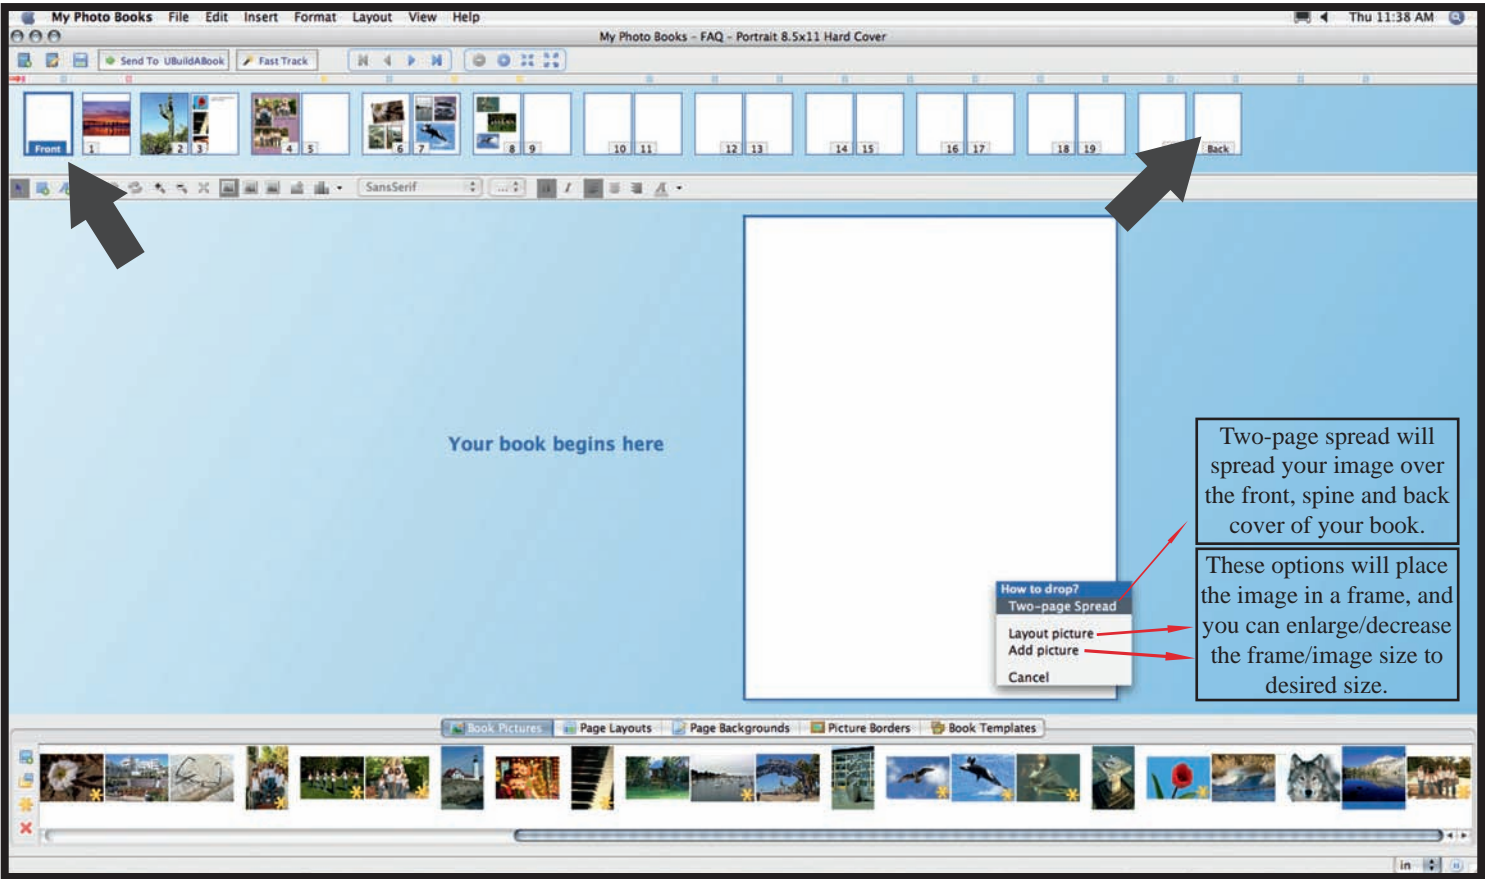 My Photo Books File Edit Insert Format Layout View Help Thu 11:38 AM
My Photo Books - FAQ - Portrait 8.5x11 Hard Cover
Send To UBuildABook Fast Track
Front 1 2 3 4 5 6 7 8 9 10 11 12 13 14 15 16 17 18 19 Back
SansSerif ... I A
Your book begins here
Two-page spread will
spread your image over
the front, spine and back
cover of your book.
These options will place
the image in a frame, and
you can enlarge/decrease
the frame/image size to
desired size.
How to drop?
Two-page Spread
Layout picture
Add picture
Cancel
Book Pictures Page Layouts Page Backgrounds Picture Borders Book Templates
in